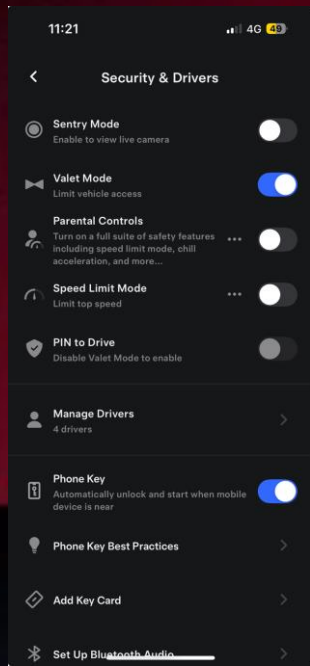 11:21 4G 49
Security & Drivers
Sentry Mode
Enable to view live camera
Valet Mode
Limit vehicle access
Parental Controls
Turn on a full suite of safety features
including speed limit mode, chill
acceleration, and more...
Speed Limit Mode
Limit top speed
PIN to Drive
Disable Valet Mode to enable
Manage Drivers
4 drivers
Phone Key
Automatically unlock and start when mobile
device is near
Phone Key Best Practices
Add Key Card
Set Up Bluetooth Audio